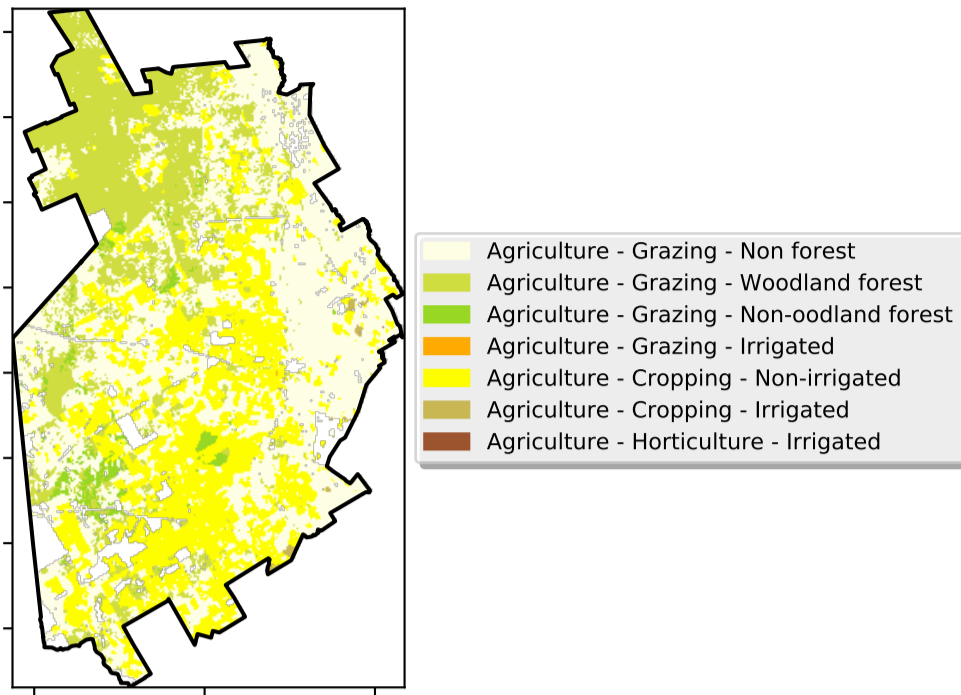 Agriculture - Grazing - Non forest
Agriculture - Grazing - Woodland forest
Agriculture - Grazing - Non-oodland forest
Agriculture - Grazing - Irrigated
Agriculture - Cropping - Non-irrigated
Agriculture - Cropping - Irrigated
Agriculture - Horticulture - Irrigated